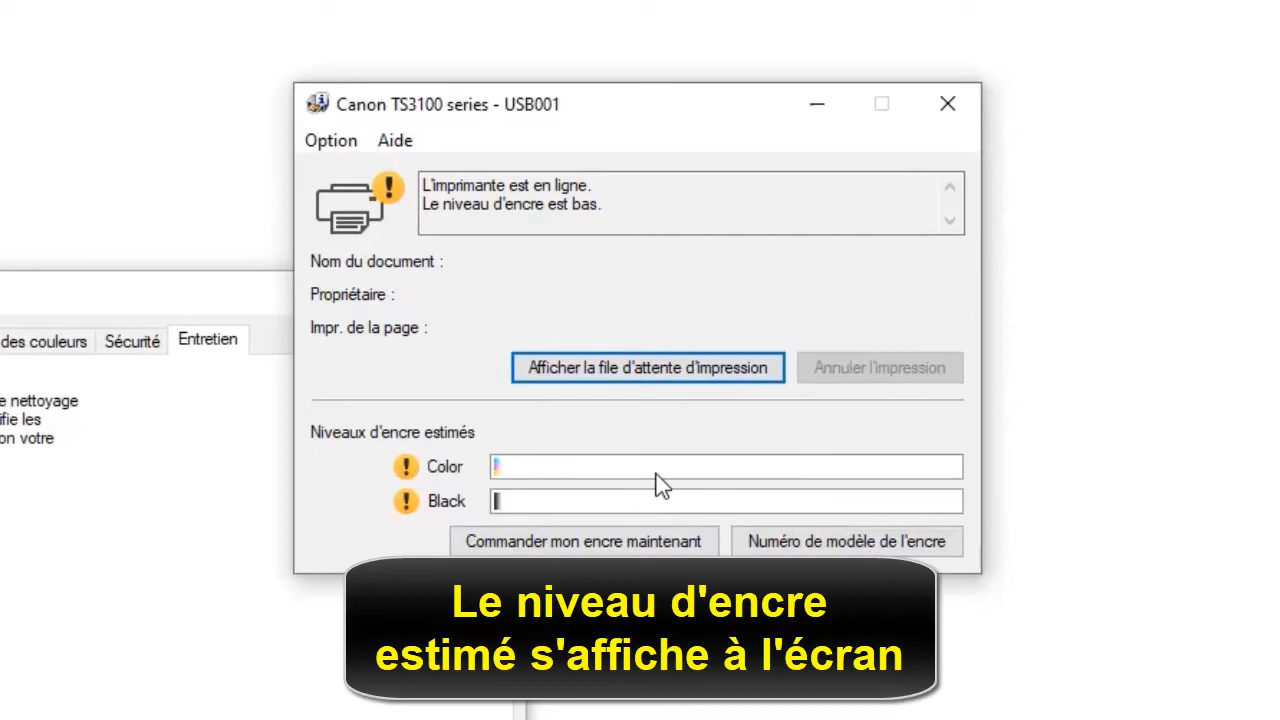 Canon TS3100 series - USB001
Option Aide
L'imprimante est en ligne.
Le niveau d'encre est bas.
Nom du document :
Propriétaire :
Impr. de la page :
Afficher la file d'attente d'impression Annuler l'impression
des couleurs Sécurité Entretien
e nettoyage
ifie les
on votre
Niveaux d'encre estimés
Color
Black
Commander mon encre maintenant Numéro de modèle de l'encre
Le niveau d'encre
estimé s'affiche à l'écran